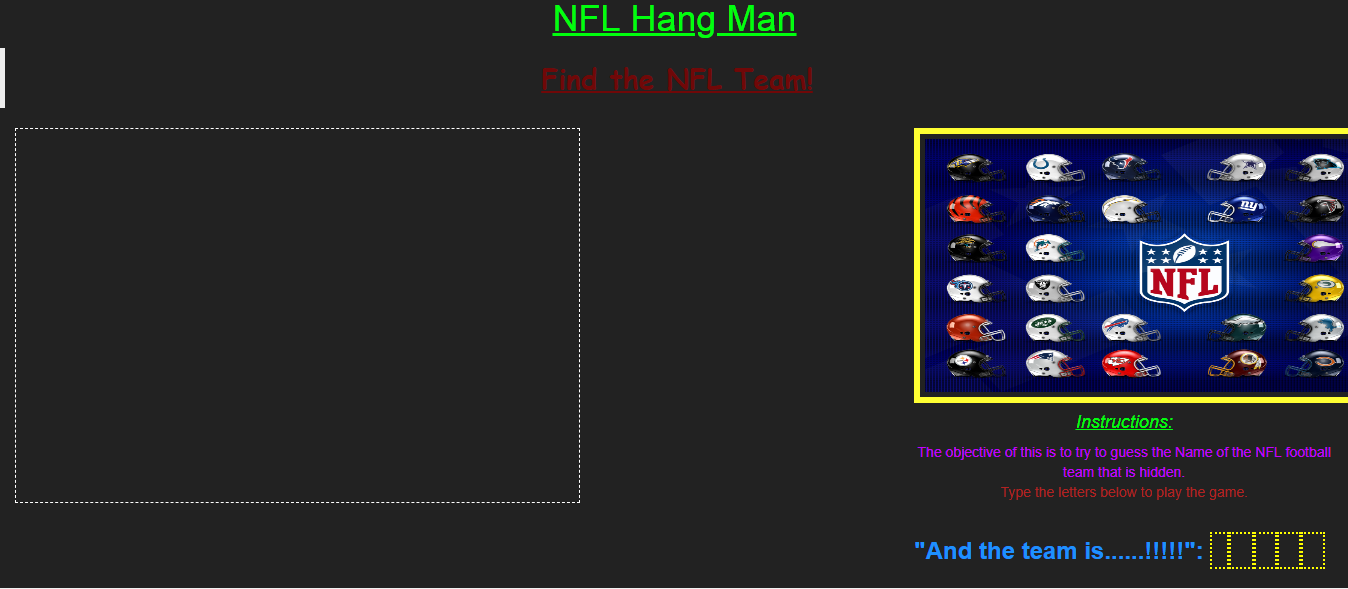 NFL Hang Man
Find the NFL Team!
ny
NFL
Instructions:
The objective of this is to try to guess the Name of the NFL football
team that is hidden.
Type the letters below to play the game.
"And the team is......!!!!!":